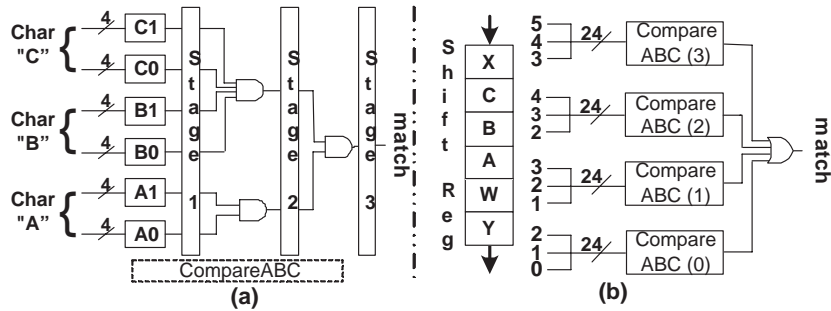 Char
"C"
4
C1
4
C0
Char
"B"
4
B1
4
B0
Char
"A"
4
A1
4
A0
Stage 1
Stage 2
Stage 3
match
CompareABC
(a)
Shift Reg
X
C
B
A
W
Y
5
4
3
24
Compare
ABC (3)
4
3
2
24
Compare
ABC (2)
3
2
1
24
Compare
ABC (1)
2
1
0
24
Compare
ABC (0)
match
(b)